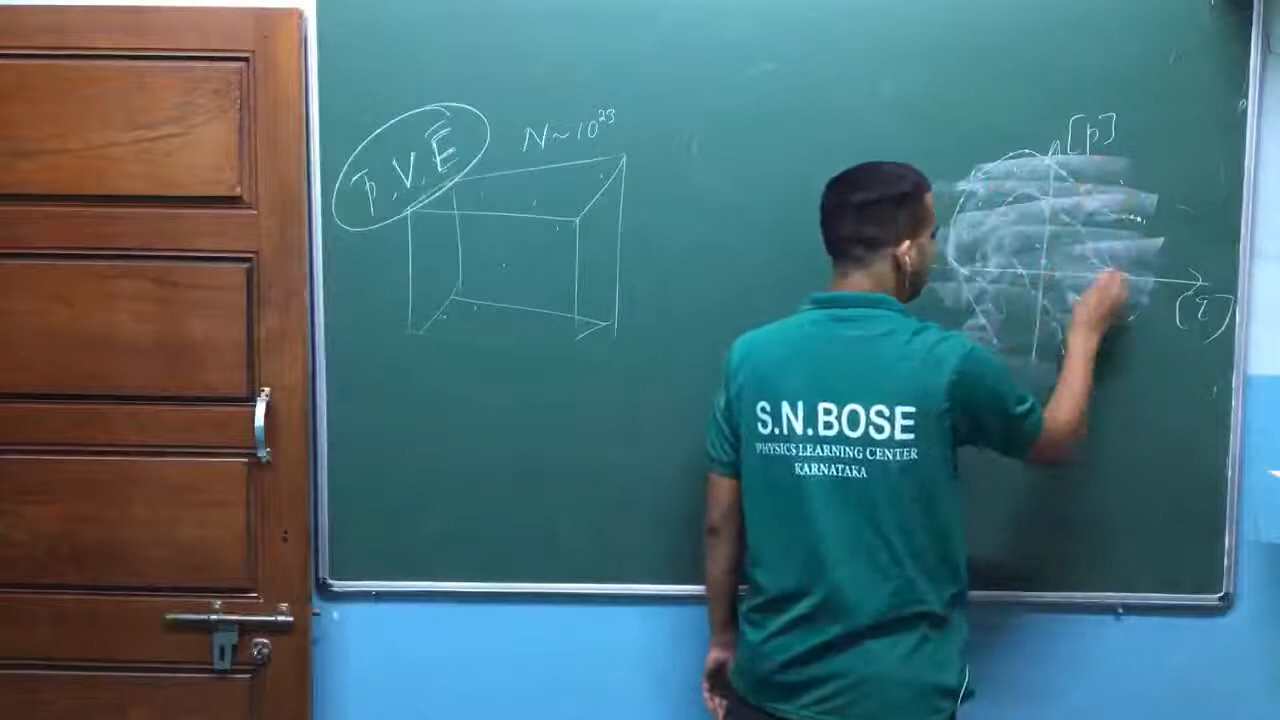 P, V, E
N ~ 10²³
[p]
[q]
S.N.BOSE
PHYSICS LEARNING CENTER
KARNATAKA